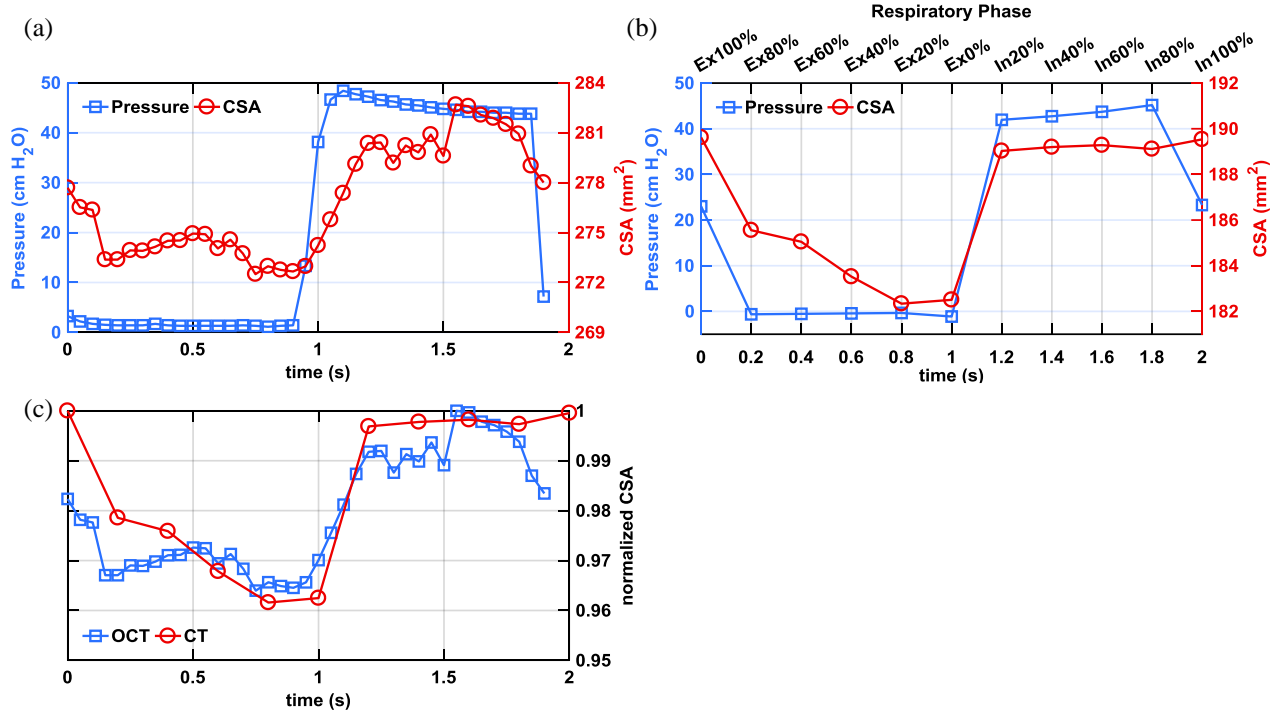 (a)
50
40
30
20
10
0
Pressure (cm H2O)
Pressure CSA
284
281
278
275
272
269
CSA (mm2)
0 0.5 1 1.5 2
time (s)
(b)
Respiratory Phase
Ex100% Ex80% Ex60% Ex40% Ex20% Ex0% In20% In40% In60% In80% In100%
50
40
30
20
10
0
Pressure (cm H2O)
Pressure CSA
192
190
188
186
184
182
CSA (mm2)
0 0.2 0.4 0.6 0.8 1 1.2 1.4 1.6 1.8 2
time (s)
(c)
OCT CT
1
0.99
0.98
0.97
0.96
0.95
normalized CSA
0 0.5 1 1.5 2
time (s)